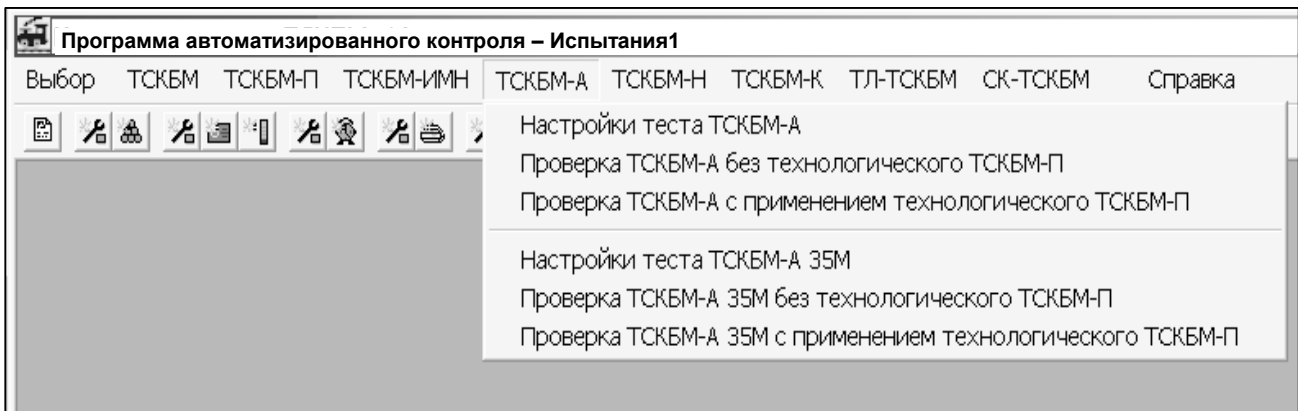 Программа автоматизированного контроля – Испытания1
Выбор ТСКБМ ТСКБМ-П ТСКБМ-ИМН ТСКБМ-А ТСКБМ-Н ТСКБМ-К ТЛ-ТСКБМ СК-ТСКБМ Справка
Настройки теста ТСКБМ-А
Проверка ТСКБМ-А без технологического ТСКБМ-П
Проверка ТСКБМ-А с применением технологического ТСКБМ-П
Настройки теста ТСКБМ-А 35М
Проверка ТСКБМ-А 35М без технологического ТСКБМ-П
Проверка ТСКБМ-А 35М с применением технологического ТСКБМ-П